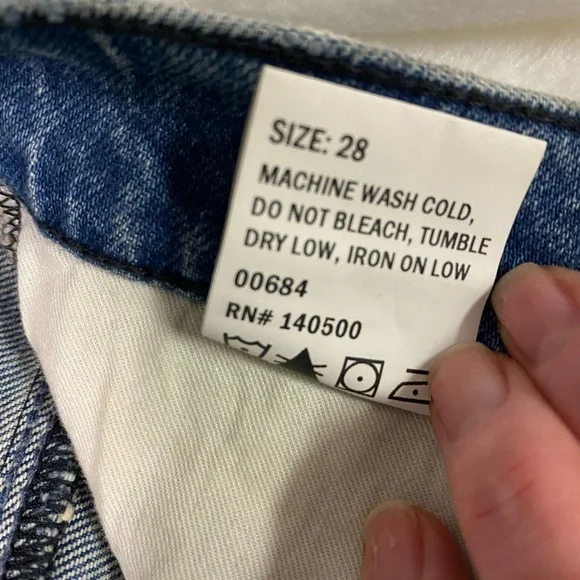 SIZE: 28
MACHINE WASH COLD,
DO NOT BLEACH, TUMBLE
DRY LOW, IRON ON LOW
00684
RN# 140500